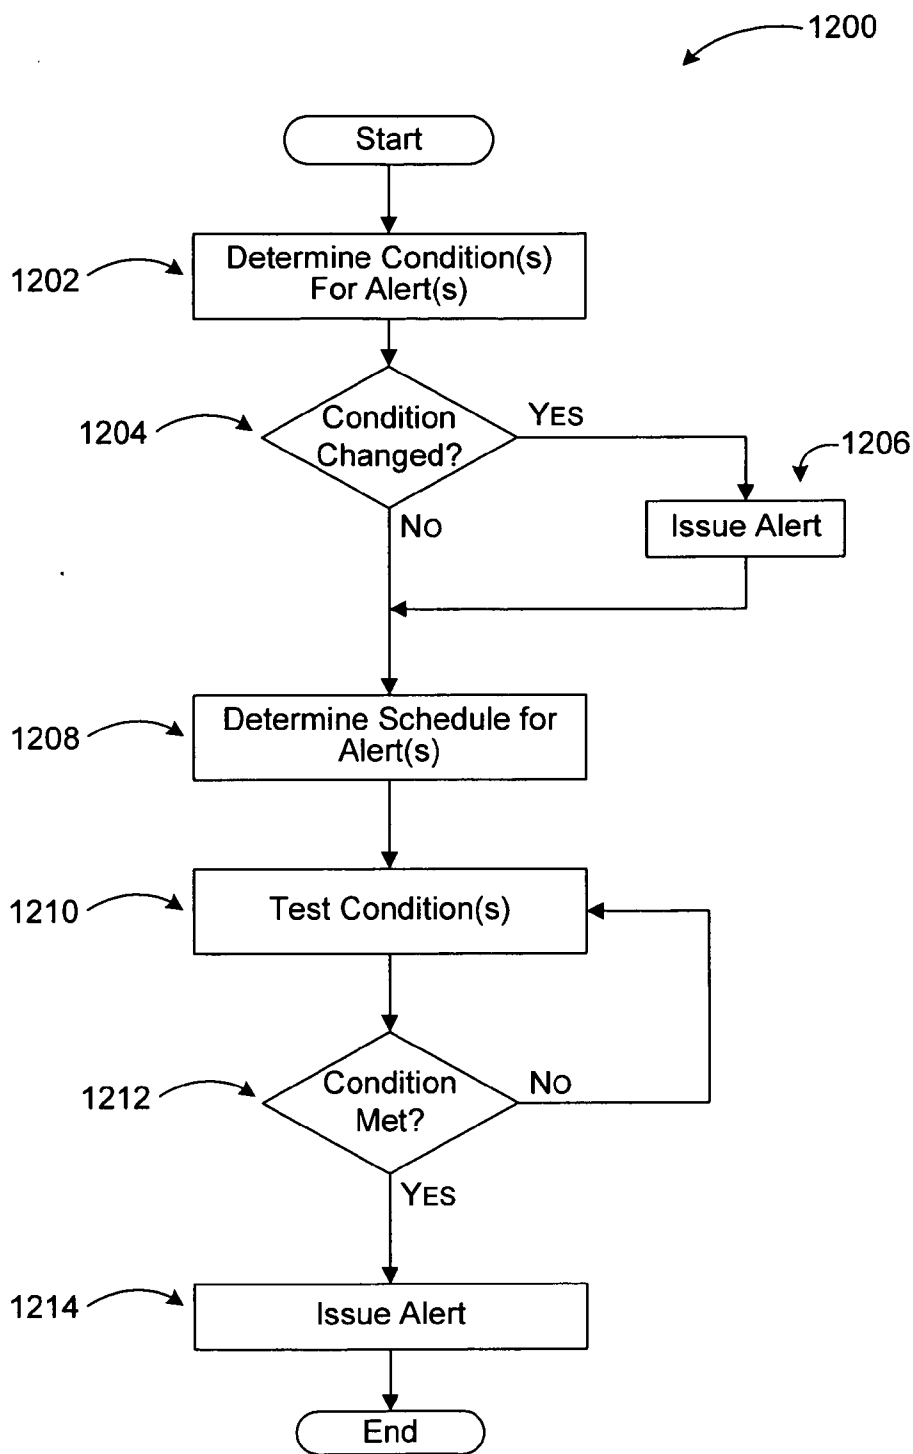 1200
Start
1202
Determine Condition(s)
For Alert(s)
1204
Condition
Changed?
YES
1206
Issue Alert
NO
1208
Determine Schedule for
Alert(s)
1210
Test Condition(s)
1212
Condition
Met?
NO
YES
1214
Issue Alert
End